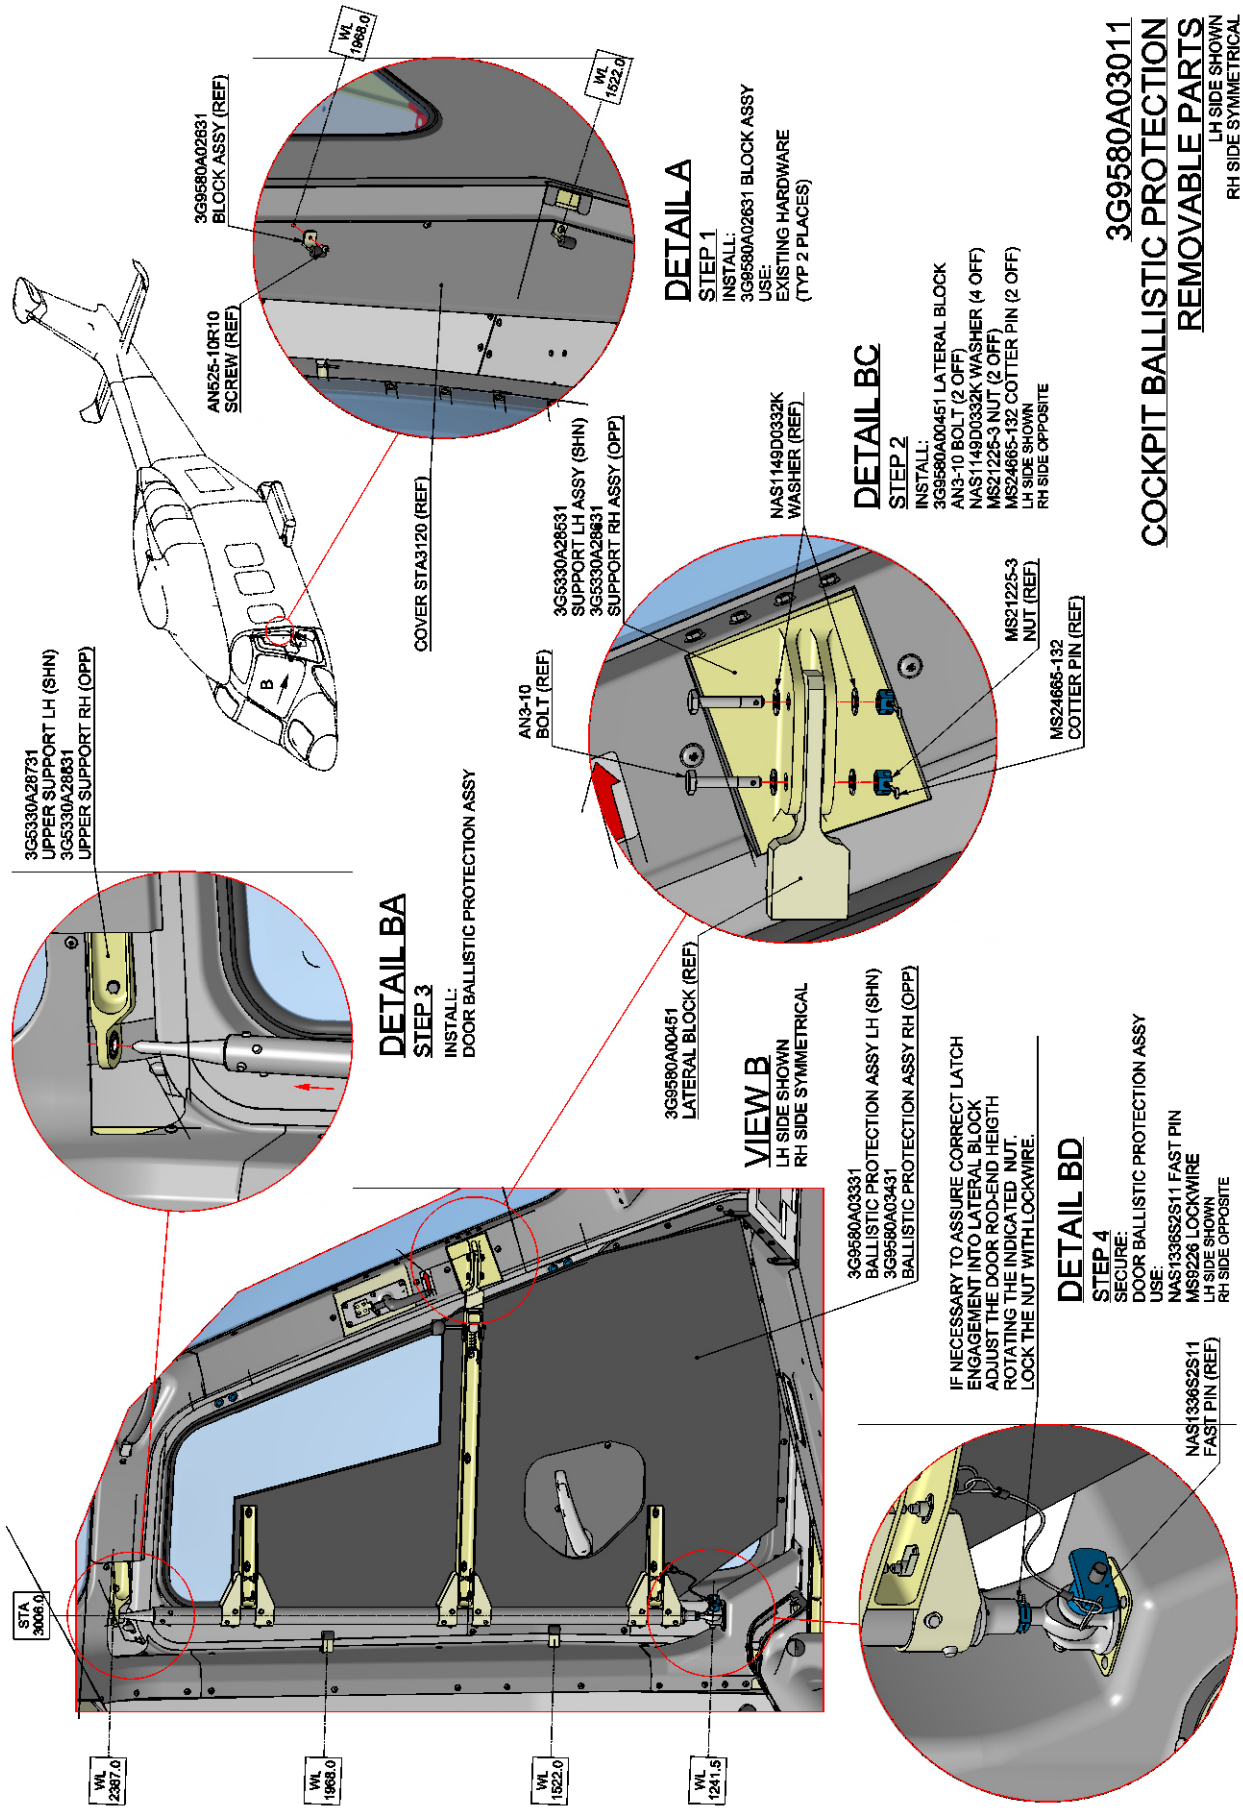 3G5330A28731
UPPER SUPPORT LH (SHN)
3G5330A28831
UPPER SUPPORT RH (OPP)
B
AN525-10R10
SCREW (REF)
3G9580A02631
BLOCK ASSY (REF)
WL
1968.0
WL
1522.0
COVER STA3120 (REF)
DETAIL A
STEP 1
INSTALL:
3G9580A02631 BLOCK ASSY
USE:
EXISTING HARDWARE
(TYP 2 PLACES)
DETAIL BA
STEP 3
INSTALL:
DOOR BALLISTIC PROTECTION ASSY
AN3-10
BOLT (REF)
3G5330A28531
SUPPORT LH ASSY (SHN)
3G5330A28631
SUPPORT RH ASSY (OPP)
NAS1149D0332K
WASHER (REF)
3G9580A00451
LATERAL BLOCK (REF)
MS21225-3
NUT (REF)
MS24665-132
COTTER PIN (REF)
DETAIL BC
STEP 2
INSTALL:
3G9580A00451 LATERAL BLOCK
AN3-10 BOLT (2 OFF)
NAS1149D0332K WASHER (4 OFF)
MS21225-3 NUT (2 OFF)
MS24665-132 COTTER PIN (2 OFF)
LH SIDE SHOWN
RH SIDE OPPOSITE
STA
3006.0
WL
2387.0
WL
1968.0
WL
1522.0
WL
1241.5
VIEW B
LH SIDE SHOWN
RH SIDE SYMMETRICAL
3G9580A03331
BALLISTIC PROTECTION ASSY LH (SHN)
3G9580A03431
BALLISTIC PROTECTION ASSY RH (OPP)
IF NECESSARY TO ASSURE CORRECT LATCH
ENGAGEMENT INTO LATERAL BLOCK
ADJUST THE DOOR ROD-END HEIGTH
ROTATING THE INDICATED NUT.
LOCK THE NUT WITH LOCKWIRE.
DETAIL BD
STEP 4
SECURE:
DOOR BALLISTIC PROTECTION ASSY
USE:
NAS1336S2S11 FAST PIN
MS9226 LOCKWIRE
LH SIDE SHOWN
RH SIDE OPPOSITE
NAS1336S2S11
FAST PIN (REF)
3G9580A03011
COCKPIT BALLISTIC PROTECTION
REMOVABLE PARTS
LH SIDE SHOWN
RH SIDE SYMMETRICAL